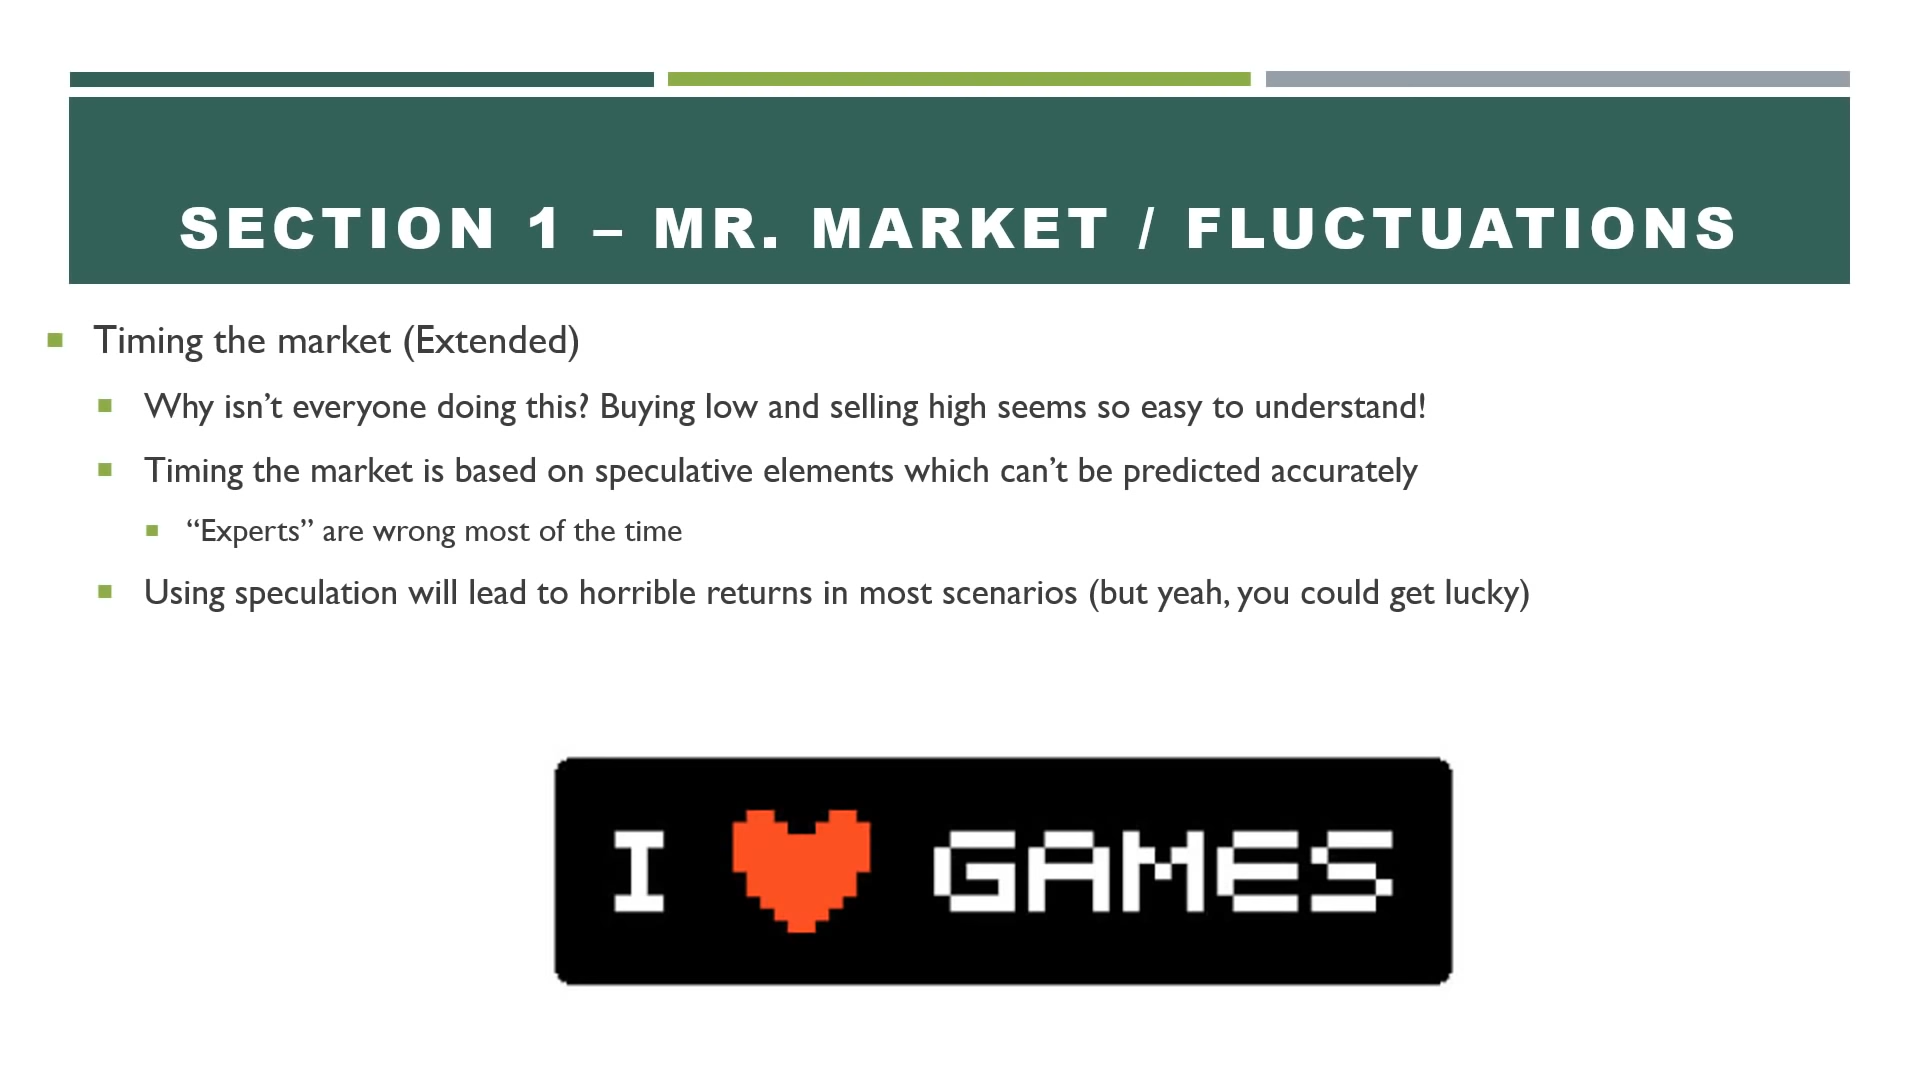 SECTION 1 – MR. MARKET / FLUCTUATIONS
Timing the market (Extended)
Why isn’t everyone doing this? Buying low and selling high seems so easy to understand!
Timing the market is based on speculative elements which can’t be predicted accurately
“Experts” are wrong most of the time
Using speculation will lead to horrible returns in most scenarios (but yeah, you could get lucky)
I ♥ GAMES